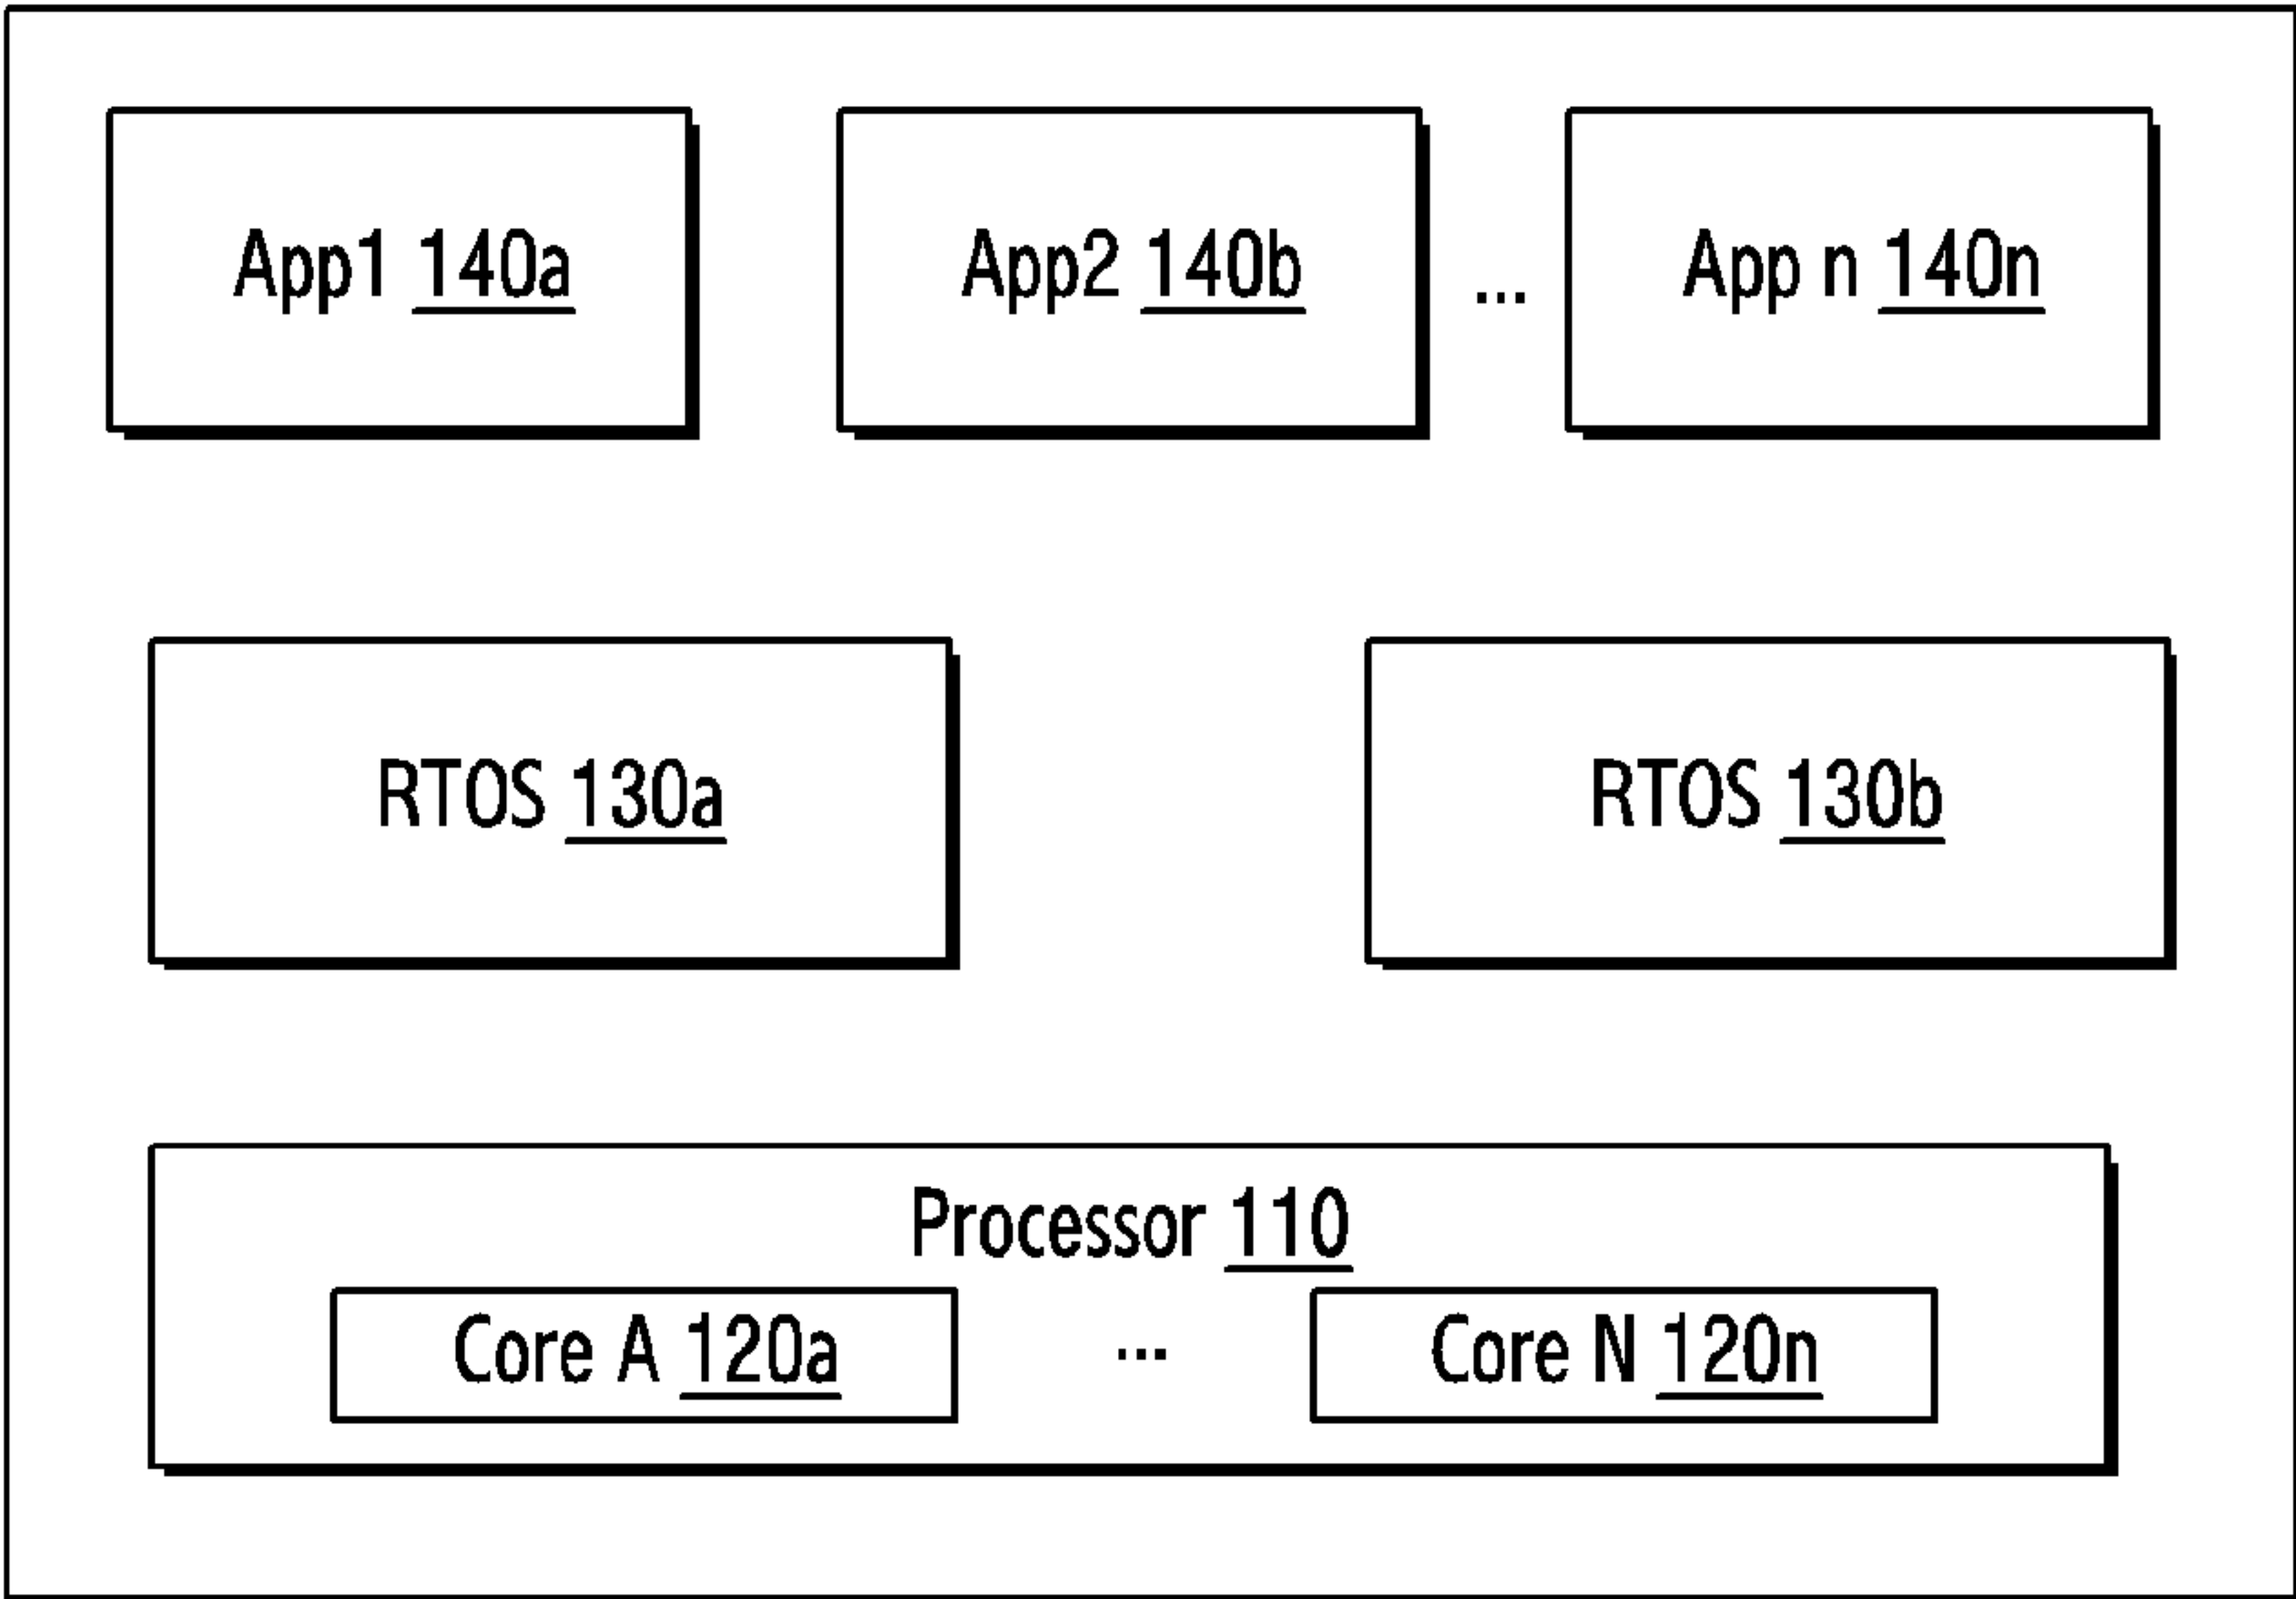 App1 140a App2 140b ... App n 140n
RTOS 130a RTOS 130b
Processor 110
Core A 120a ... Core N 120n